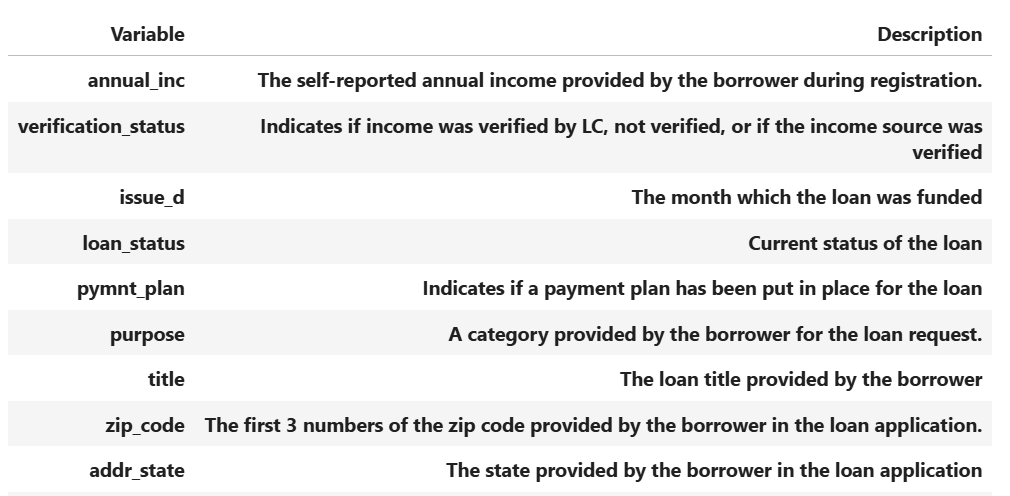 Variable Description
annual_inc The self-reported annual income provided by the borrower during registration.
verification_status Indicates if income was verified by LC, not verified, or if the income source was
verified
issue_d The month which the loan was funded
loan_status Current status of the loan
pymnt_plan Indicates if a payment plan has been put in place for the loan
purpose A category provided by the borrower for the loan request.
title The loan title provided by the borrower
zip_code The first 3 numbers of the zip code provided by the borrower in the loan application.
addr_state The state provided by the borrower in the loan application